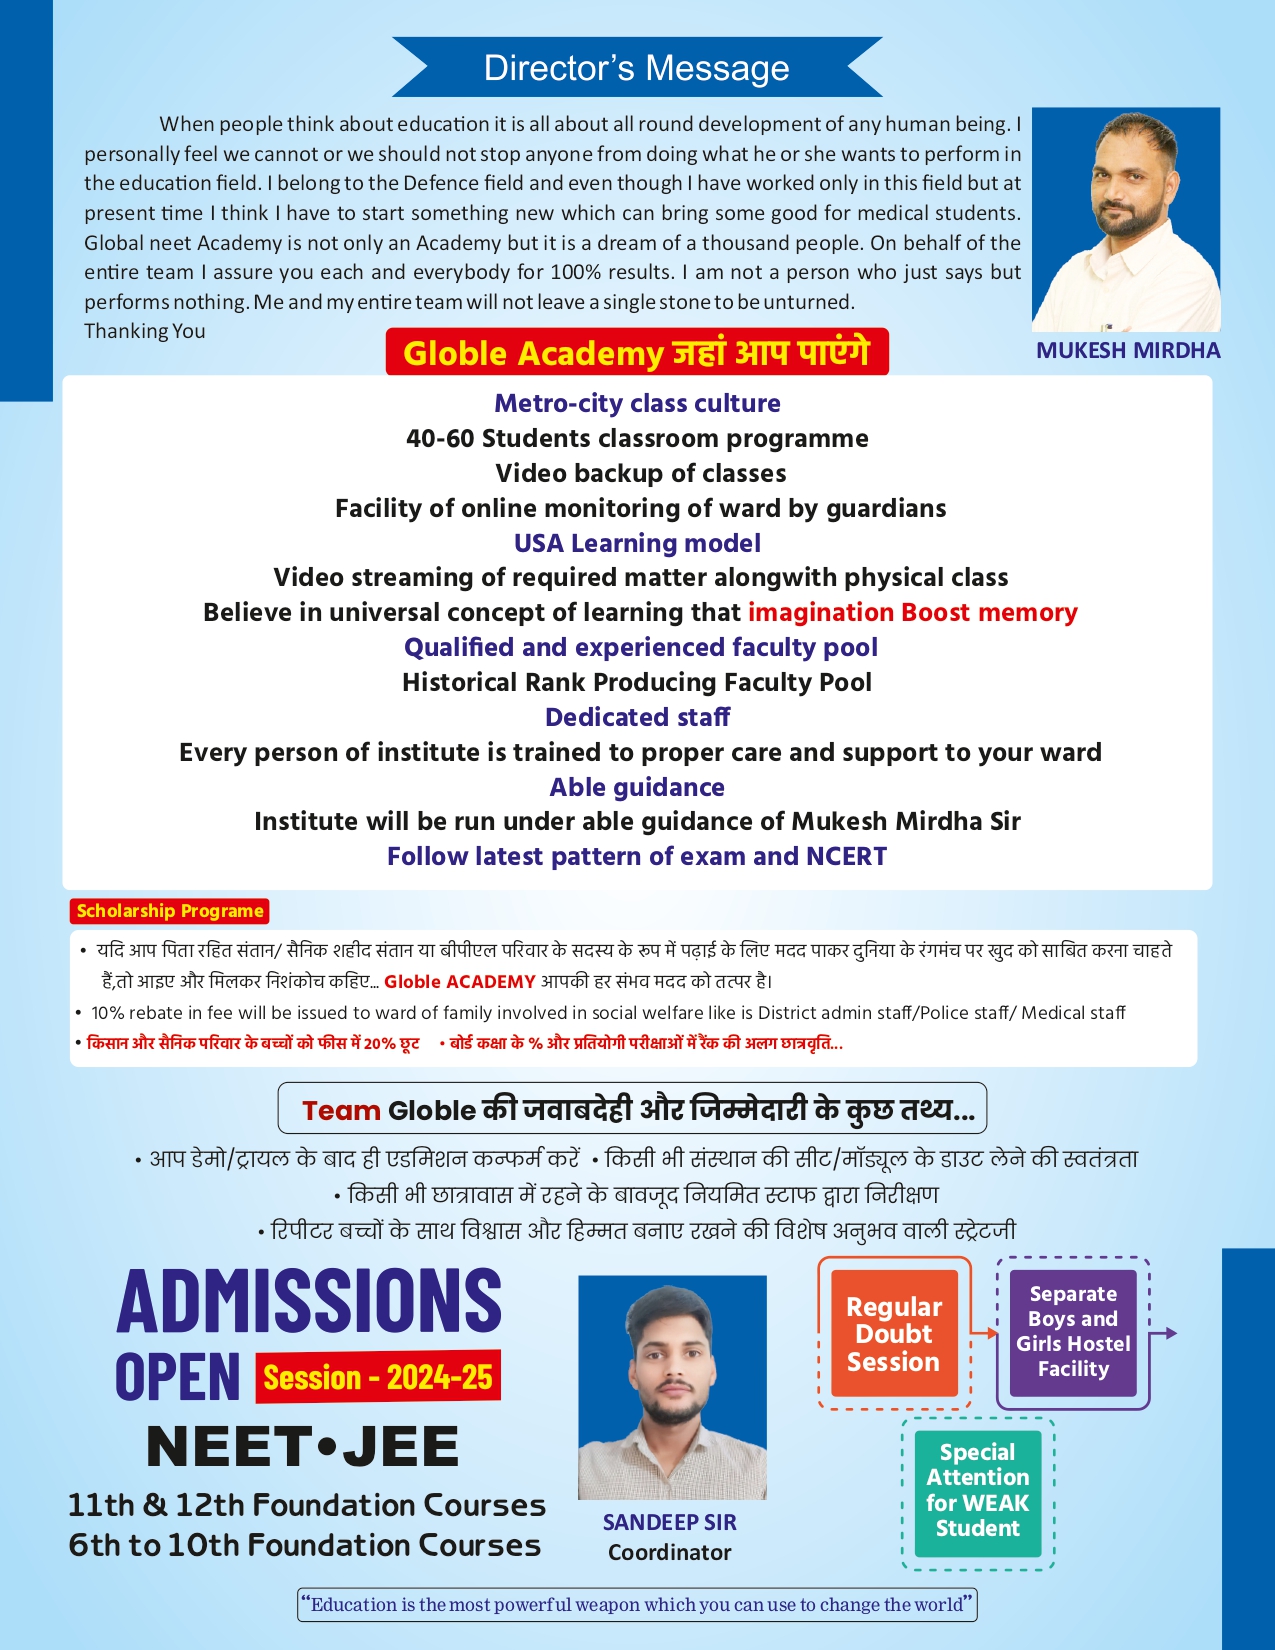 Director's Message
When people think about education it is all about all round development of any human being. I
personally feel we cannot or we should not stop anyone from doing what he or she wants to perform in
the education field. I belong to the Defence field and even though I have worked only in this field but at
present time I think I have to start something new which can bring some good for medical students.
Global neet Academy is not only an Academy but it is a dream of a thousand people. On behalf of the
entire team I assure you each and everybody for 100% results. I am not a person who just says but
performs nothing. Me and my entire team will not leave a single stone to be unturned.
Thanking You
MUKESH MIRDHA
Globle Academy जहां आप पाएंगे
Metro-city class culture
40-60 Students classroom programme
Video backup of classes
Facility of online monitoring of ward by guardians
USA Learning model
Video streaming of required matter alongwith physical class
Believe in universal concept of learning that imagination Boost memory
Qualified and experienced faculty pool
Historical Rank Producing Faculty Pool
Dedicated staff
Every person of institute is trained to proper care and support to your ward
Able guidance
Institute will be run under able guidance of Mukesh Mirdha Sir
Follow latest pattern of exam and NCERT
Scholarship Programe
• यदि आप पिता रहित संतान/ सैनिक शहीद संतान या बीपीएल परिवार के सदस्य के रूप में पढ़ाई के लिए मदद पाकर दुनिया के रंगमंच पर खुद को साबित करना चाहते
हैं,तो आइए और मिलकर निशंकोच कहिए... Globle ACADEMY आपकी हर संभव मदद को तत्पर है।
• 10% rebate in fee will be issued to ward of family involved in social welfare like is District admin staff/Police staff/ Medical staff
• किसान और सैनिक परिवार के बच्चों को फीस में 20% छूट • बोर्ड कक्षा के % और प्रतियोगी परीक्षाओं में रैंक की अलग छात्रवृति...
Team Globle की जवाबदेही और जिम्मेदारी के कुछ तथ्य...
• आप डेमो/ट्रायल के बाद ही एडमिशन कन्फर्म करें • किसी भी संस्थान की सीट/मॉड्यूल के डाउट लेने की स्वतंत्रता
• किसी भी छात्रावास में रहने के बावजूद नियमित स्टाफ द्वारा निरीक्षण
• रिपीटर बच्चों के साथ विश्वास और हिम्मत बनाए रखने की विशेष अनुभव वाली स्ट्रेटजी
ADMISSIONS
OPEN Session - 2024-25
NEET•JEE
11th & 12th Foundation Courses
6th to 10th Foundation Courses
SANDEEP SIR
Coordinator
Regular
Doubt
Session
Separate
Boys and
Girls Hostel
Facility
Special
Attention
for WEAK
Student
“Education is the most powerful weapon which you can use to change the world”